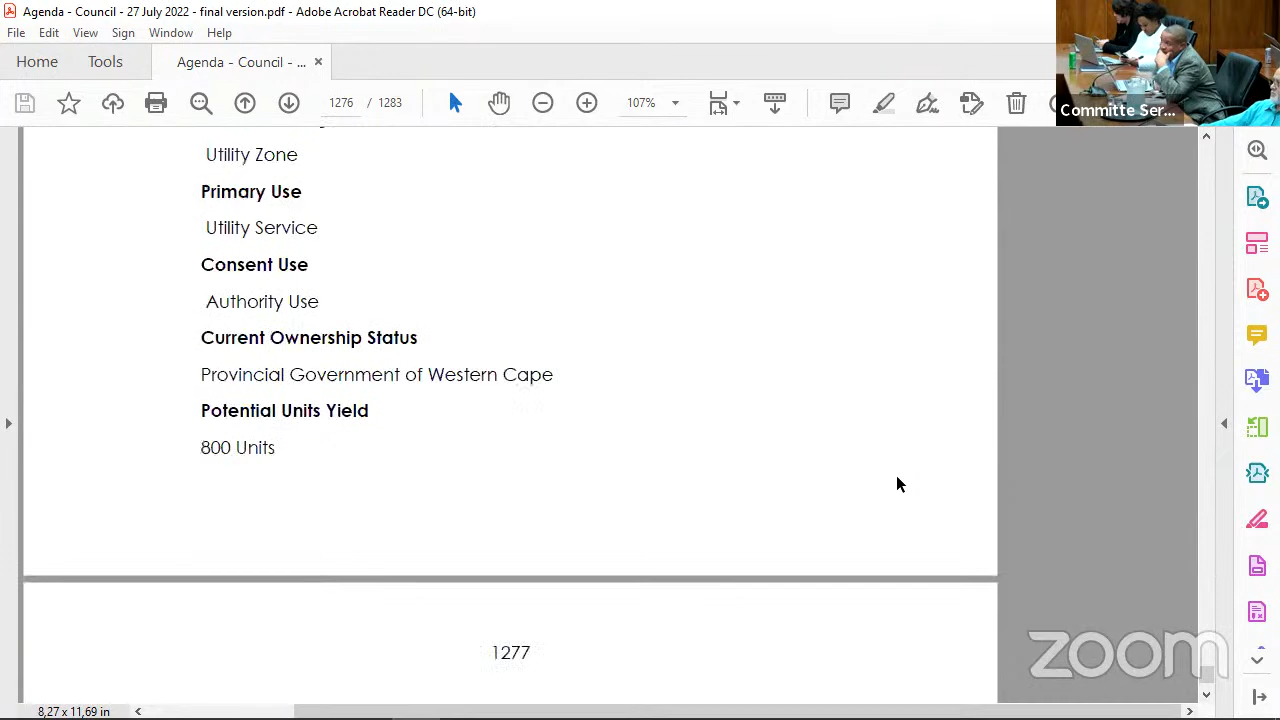 Agenda - Council - 27 July 2022 - final version.pdf - Adobe Acrobat Reader DC (64-bit)
File Edit View Sign Window Help
Home Tools Agenda - Council - ... ×
1276 / 1283 107%
Committe Ser...
Utility Zone
Primary Use
Utility Service
Consent Use
Authority Use
Current Ownership Status
Provincial Government of Western Cape
Potential Units Yield
800 Units
1277
zoom
8,27 x 11,69 in